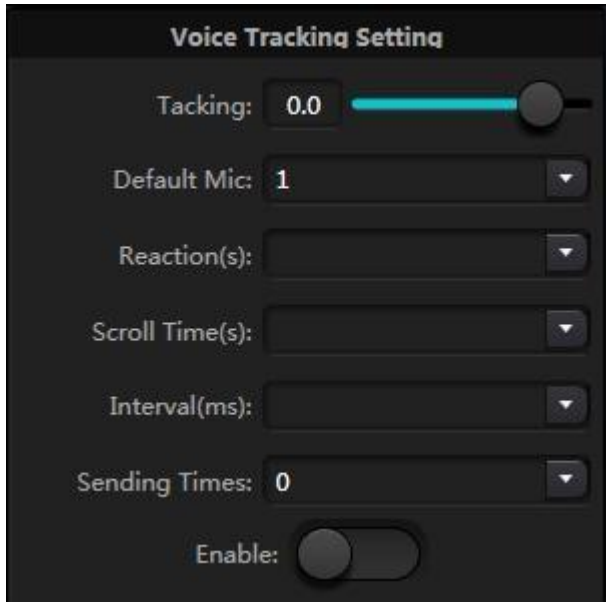 Voice Tracking Setting
Tacking: 0.0
Default Mic: 1
Reaction(s):
Scroll Time(s):
Interval(ms):
Sending Times: 0
Enable: